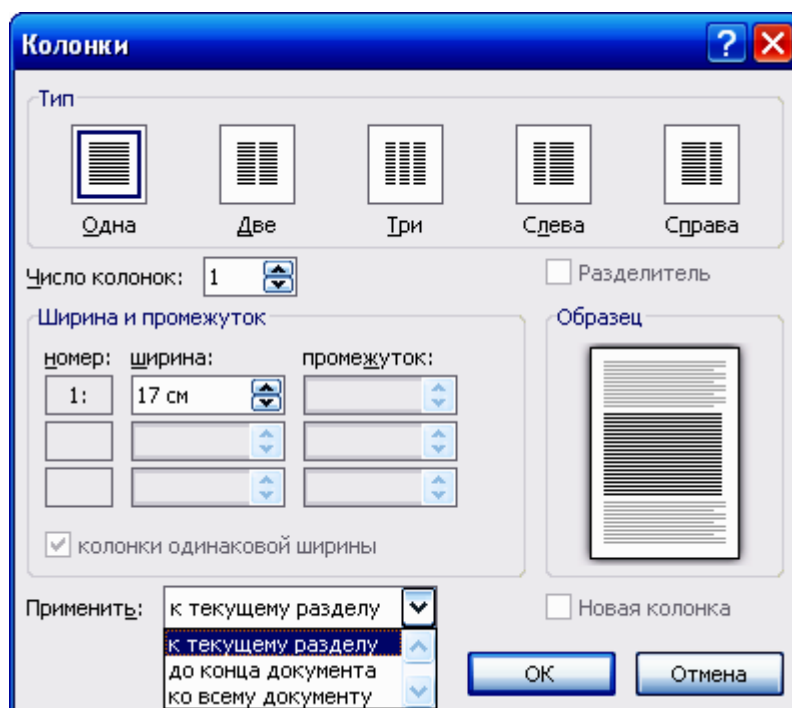 Колонки
Тип
Одна Две Три Слева Справа
Число колонок: 1 Разделитель
Ширина и промежуток Образец
номер: ширина: промежуток:
1: 17 см
колонки одинаковой ширины
Применить: к текущему разделу Новая колонка
к текущему разделу
до конца документа
ко всему документу
ОК Отмена